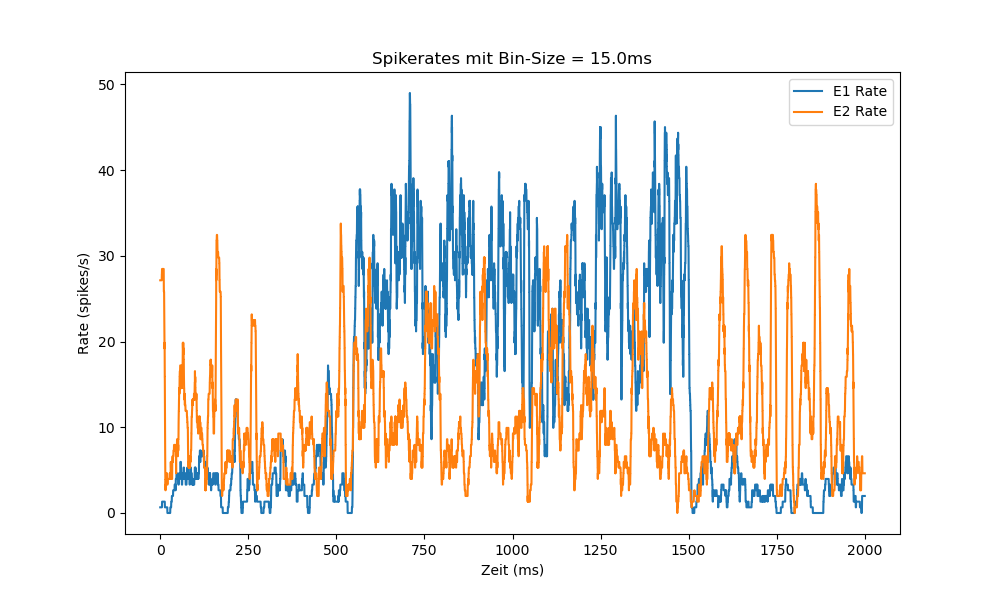 Spikerates mit Bin-Size = 15.0ms
E1 Rate
E2 Rate
50
40
30
20
10
0
Rate (spikes/s)
0 250 500 750 1000 1250 1500 1750 2000
Zeit (ms)